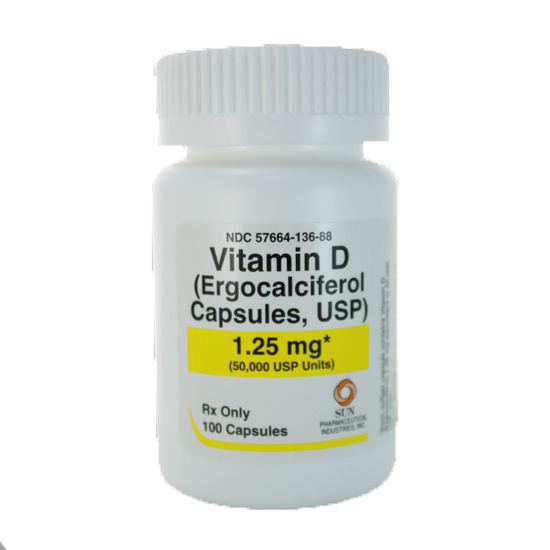 NDC 57664-136-88
Vitamin D
(Ergocalciferol
Capsules, USP)
1.25 mg*
(50,000 USP Units)
Rx Only
100 Capsules
SUN
PHARMACEUTICAL
INDUSTRIES, INC.